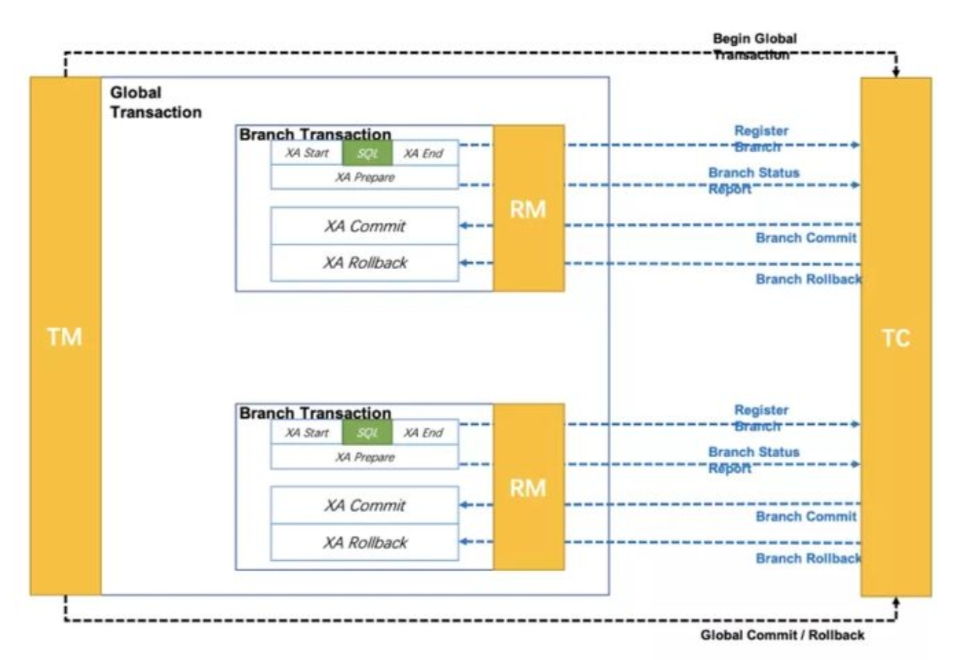 Begin Global
Transaction
Global
Transaction
Branch Transaction
XA Start SQL XA End
XA Prepare
XA Commit
XA Rollback
RM
Register
Branch
Branch Status
Report
Branch Commit
Branch Rollback
TM
TC
Branch Transaction
XA Start SQL XA End
XA Prepare
XA Commit
XA Rollback
RM
Register
Branch
Branch Status
Report
Branch Commit
Branch Rollback
Global Commit / Rollback